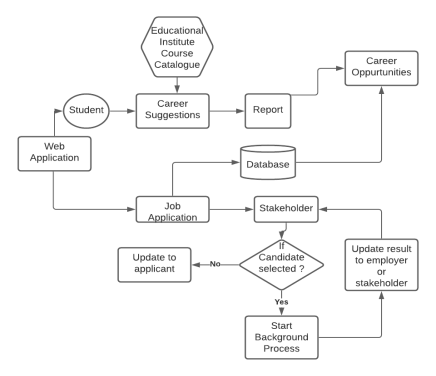 Educational
Institute
Course
Catalogue
Career
Oppurtunities
Student
Career
Suggestions
Report
Web
Application
Database
Job
Application
Stakeholder
If
Candidate
selected ?
No
Update to
applicant
Update result
to employer
or
stakeholder
Yes
Start
Background
Process